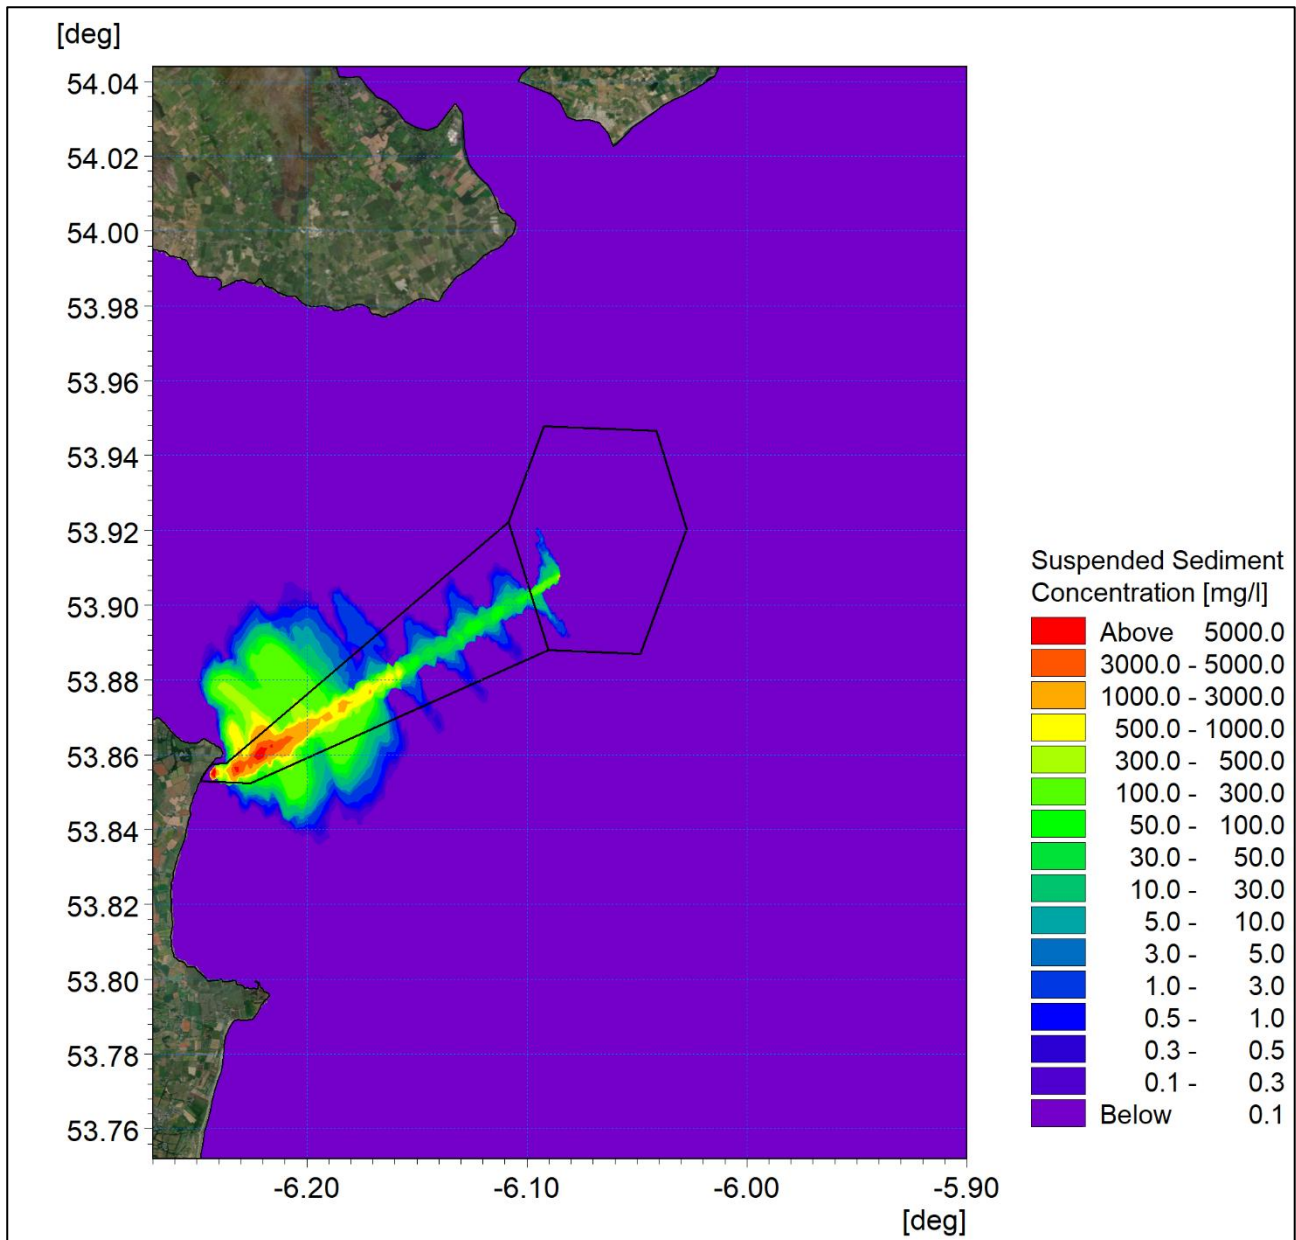 [deg]
54.04
54.02
54.00
53.98
53.96
53.94
53.92
53.90
53.88
53.86
53.84
53.82
53.80
53.78
53.76
-6.20 -6.10 -6.00 -5.90
[deg]
Suspended Sediment
Concentration [mg/l]
Above 5000.0
3000.0 - 5000.0
1000.0 - 3000.0
500.0 - 1000.0
300.0 - 500.0
100.0 - 300.0
50.0 - 100.0
30.0 - 50.0
10.0 - 30.0
5.0 - 10.0
3.0 - 5.0
1.0 - 3.0
0.5 - 1.0
0.3 - 0.5
0.1 - 0.3
Below 0.1